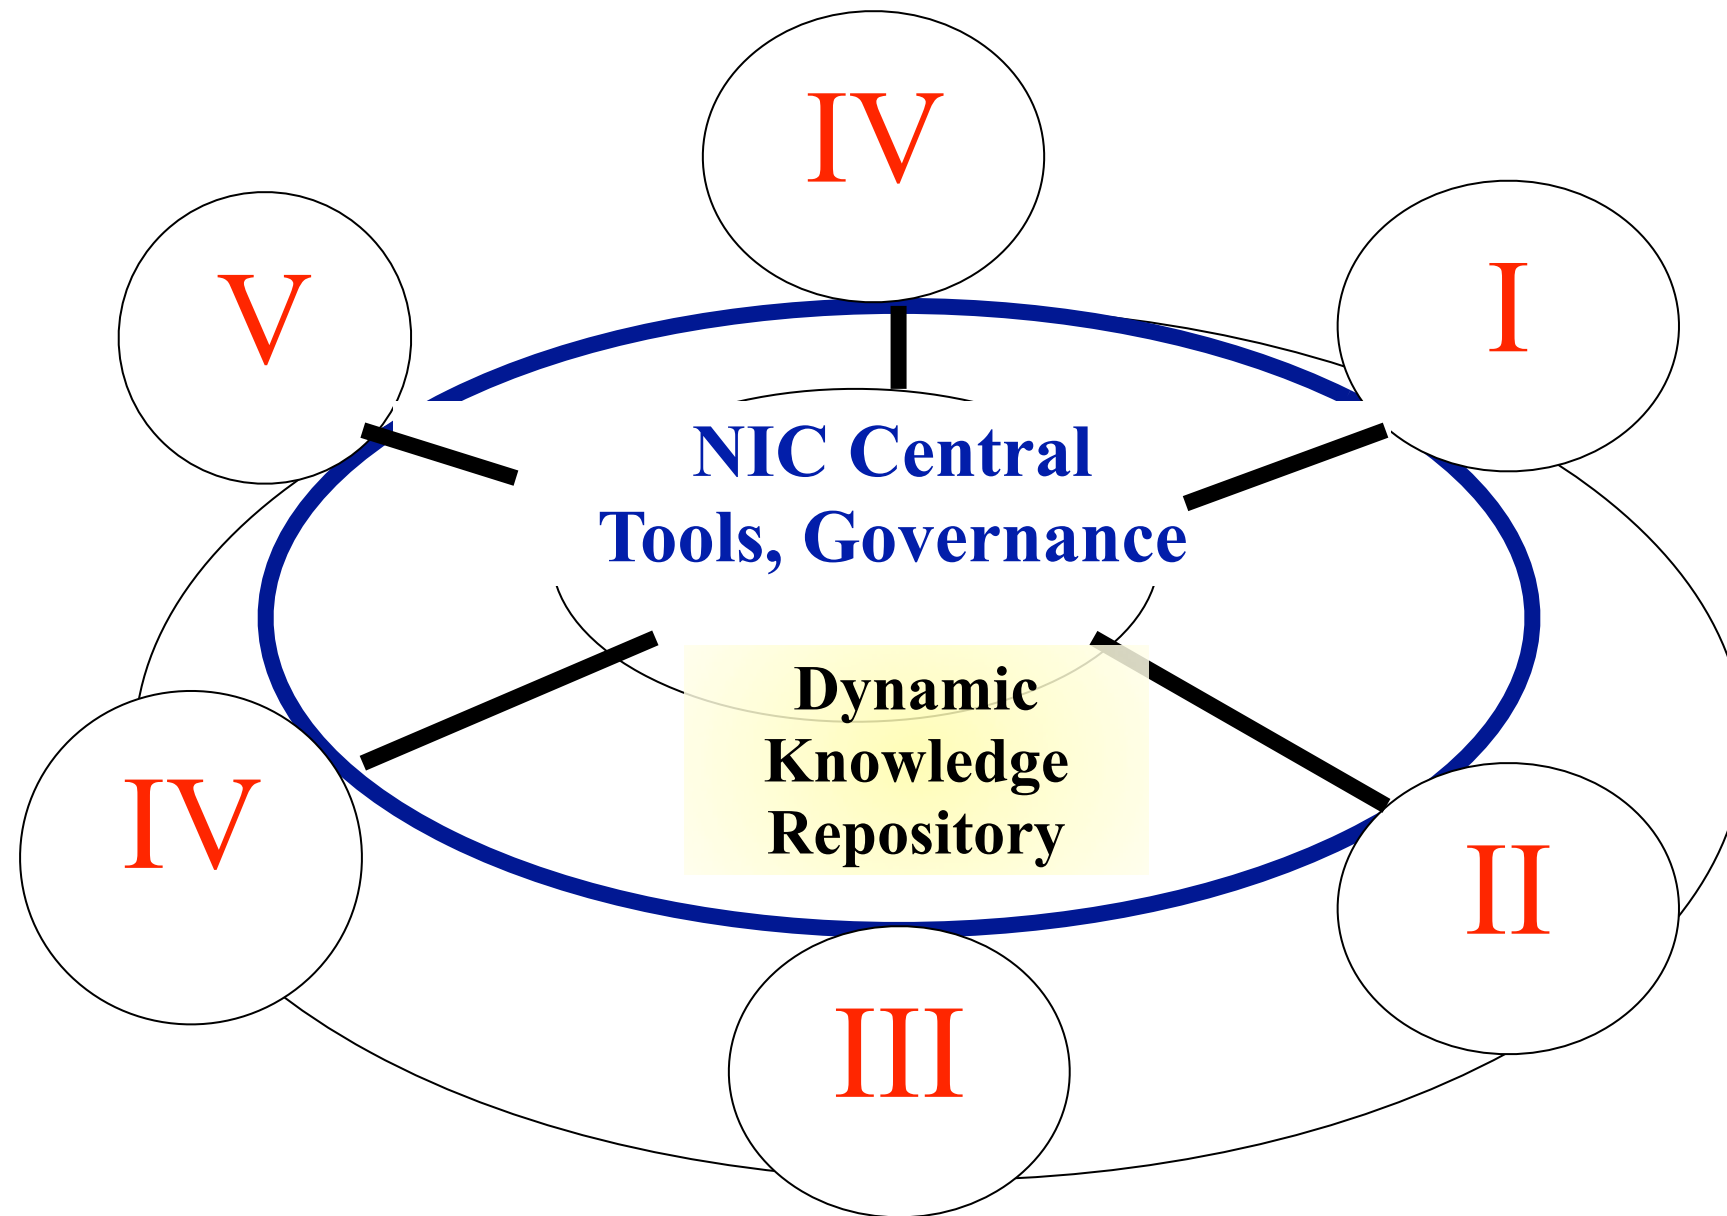 IV
V
I
NIC Central
Tools, Governance
Dynamic
Knowledge
Repository
IV
II
III